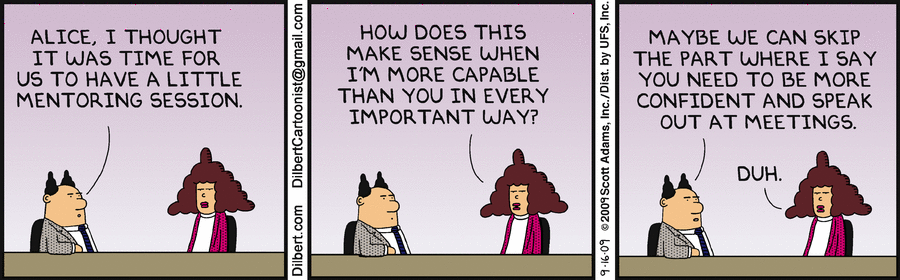 ALICE, I THOUGHT
IT WAS TIME FOR
US TO HAVE A LITTLE
MENTORING SESSION.
Dilbert.com DilbertCartoonist@gmail.com
HOW DOES THIS
MAKE SENSE WHEN
I'M MORE CAPABLE
THAN YOU IN EVERY
IMPORTANT WAY?
9-16-09 ©2009 Scott Adams, Inc./Dist. by UFS, Inc.
MAYBE WE CAN SKIP
THE PART WHERE I SAY
YOU NEED TO BE MORE
CONFIDENT AND SPEAK
OUT AT MEETINGS.
DUH.